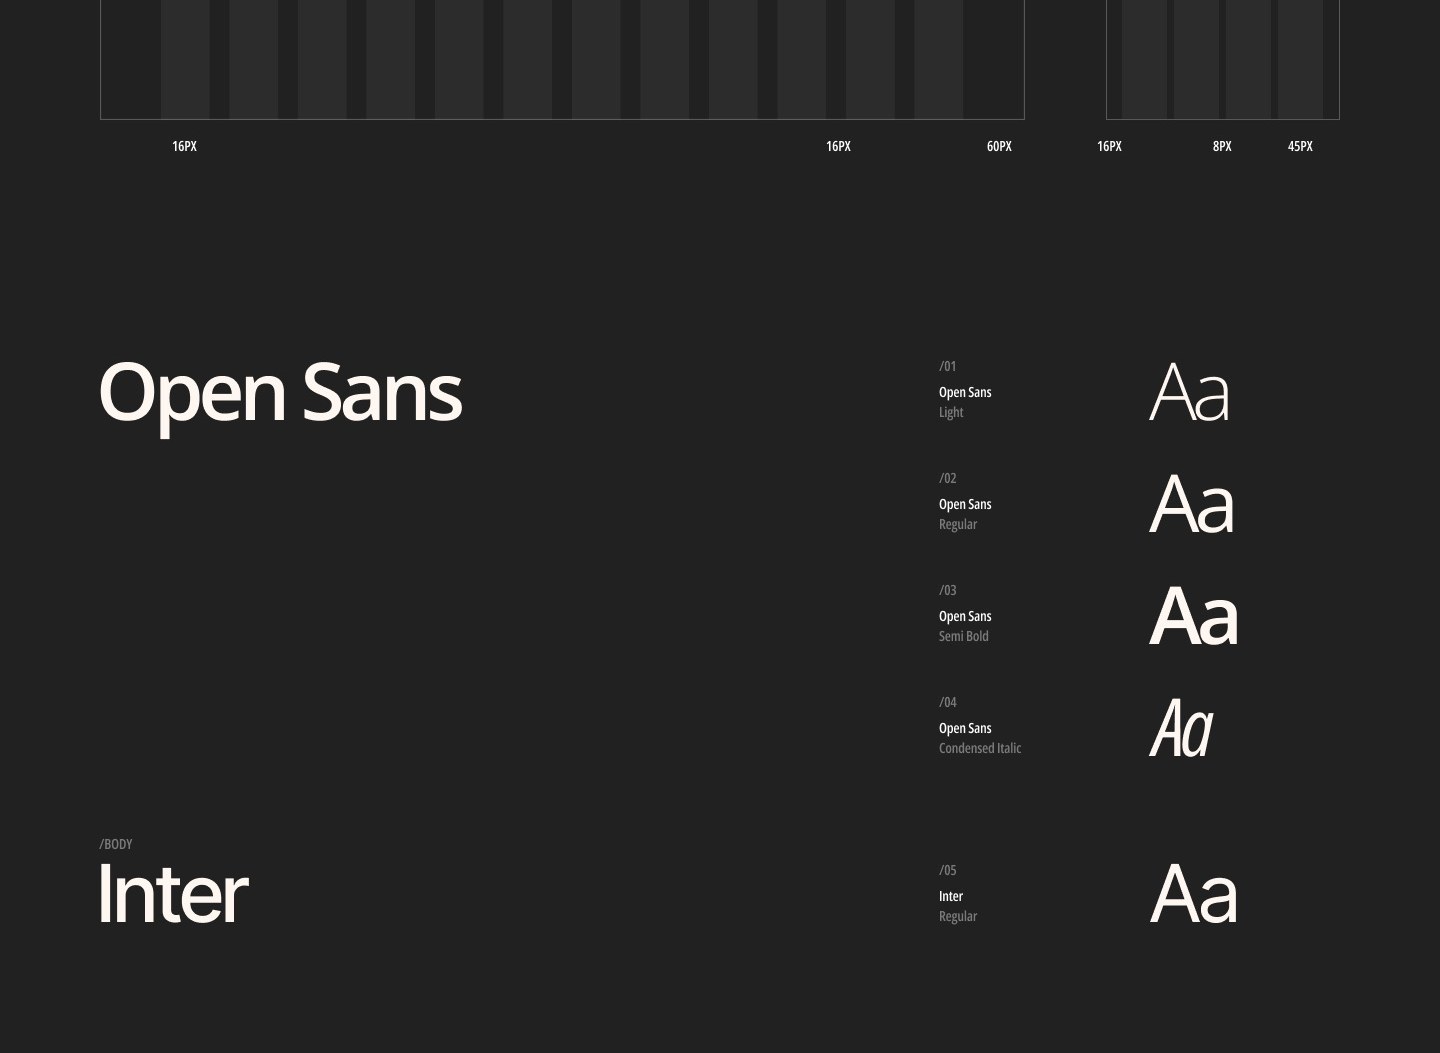 16PX 16PX 60PX 16PX 8PX 45PX
Open Sans
/01
Open Sans
Light
Aa
/02
Open Sans
Regular
Aa
/03
Open Sans
Semi Bold
Aa
/04
Open Sans
Condensed Italic
Aa
/BODY
Inter
/05
Inter
Regular
Aa